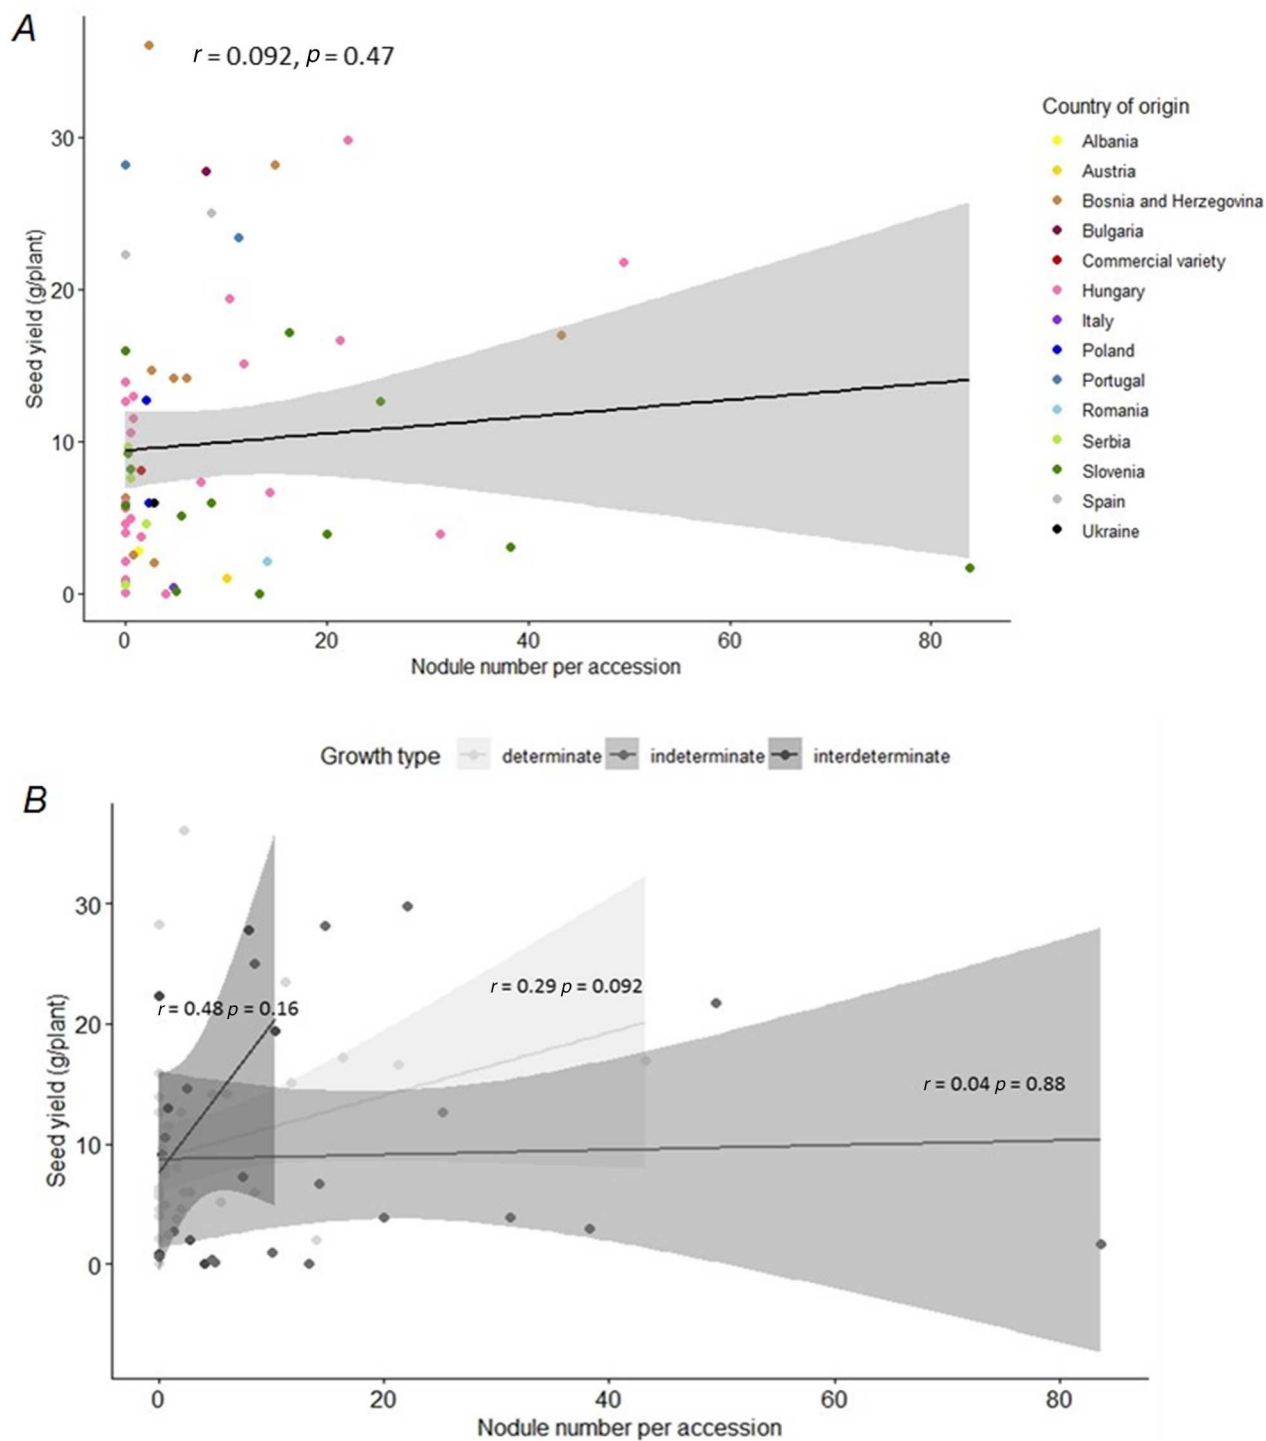 A
r = 0.092, p = 0.47
Seed yield (g/plant)
30
20
10
0
0 20 40 60 80
Nodule number per accession
Country of origin
Albania
Austria
Bosnia and Herzegovina
Bulgaria
Commercial variety
Hungary
Italy
Poland
Portugal
Romania
Serbia
Slovenia
Spain
Ukraine
Growth type determinate indeterminate interdeterminate
B
r = 0.48 p = 0.16
r = 0.29 p = 0.092
r = 0.04 p = 0.88
Seed yield (g/plant)
30
20
10
0
0 20 40 60 80
Nodule number per accession